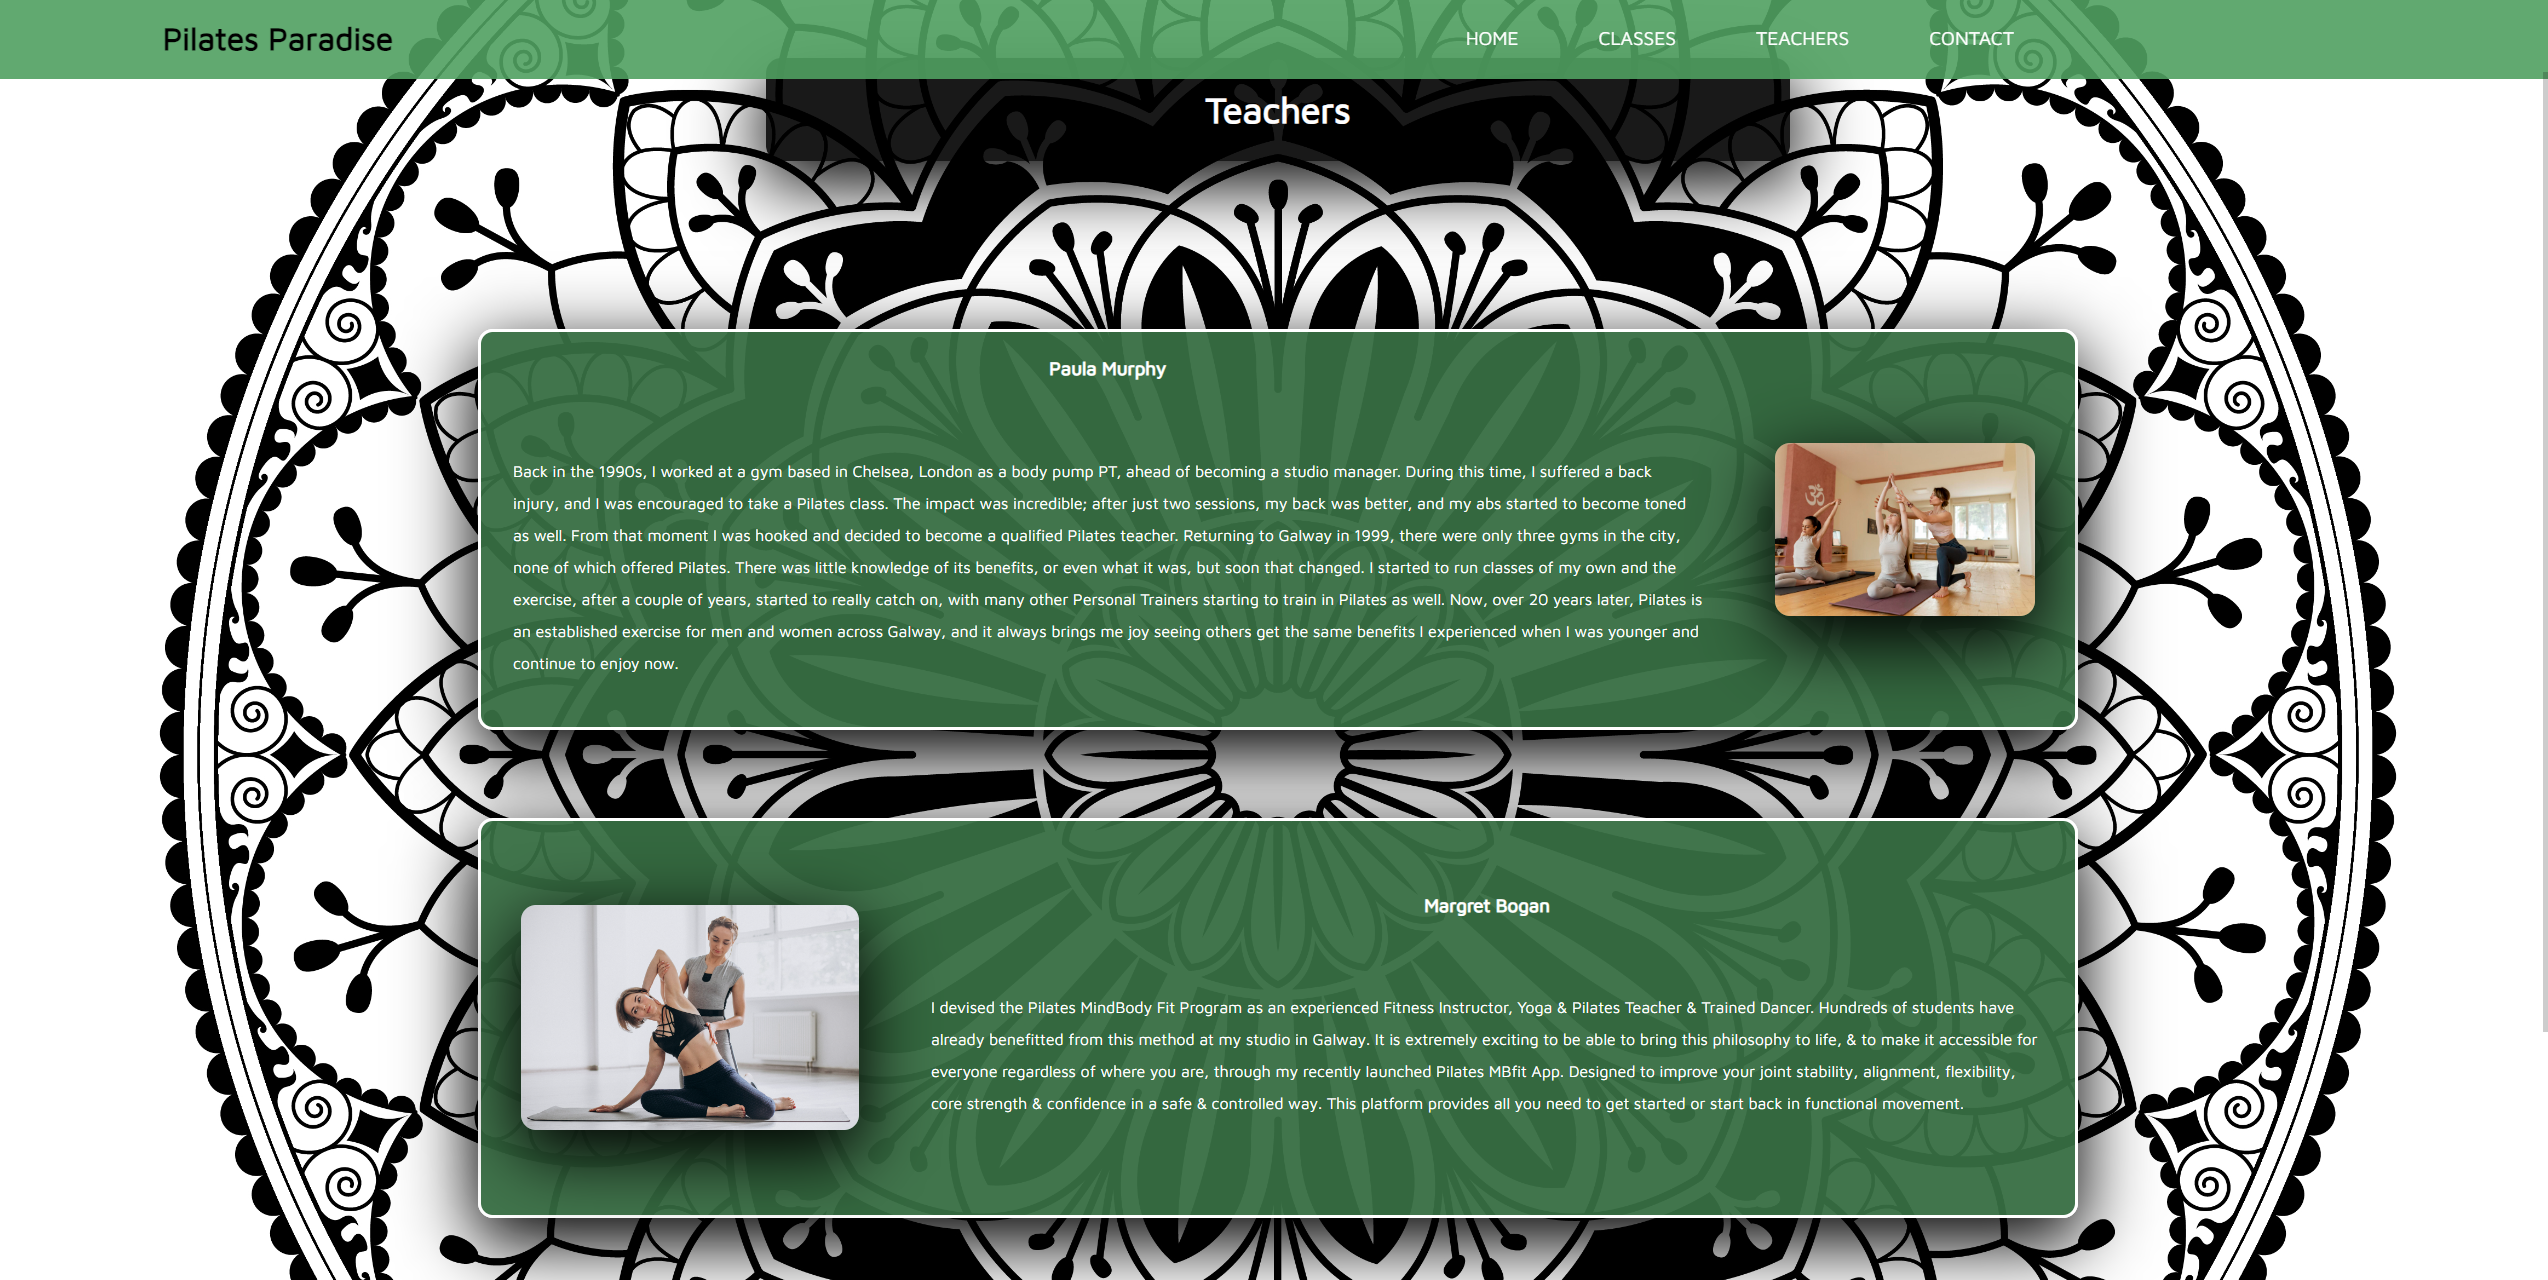 Pilates Paradise
HOME CLASSES TEACHERS CONTACT
Teachers
Paula Murphy
Back in the 1990s, I worked at a gym based in Chelsea, London as a body pump PT, ahead of becoming a studio manager. During this time, I suffered a back
injury, and I was encouraged to take a Pilates class. The impact was incredible; after just two sessions, my back was better, and my abs started to become toned
as well. From that moment I was hooked and decided to become a qualified Pilates teacher. Returning to Galway in 1999, there were only three gyms in the city,
none of which offered Pilates. There was little knowledge of its benefits, or even what it was, but soon that changed. I started to run classes of my own and the
exercise, after a couple of years, started to really catch on, with many other Personal Trainers starting to train in Pilates as well. Now, over 20 years later, Pilates is
an established exercise for men and women across Galway, and it always brings me joy seeing others get the same benefits I experienced when I was younger and
continue to enjoy now.
Margret Bogan
I devised the Pilates MindBody Fit Program as an experienced Fitness Instructor, Yoga & Pilates Teacher & Trained Dancer. Hundreds of students have
already benefitted from this method at my studio in Galway. It is extremely exciting to be able to bring this philosophy to life, & to make it accessible for
everyone regardless of where you are, through my recently launched Pilates MBfit App. Designed to improve your joint stability, alignment, flexibility,
core strength & confidence in a safe & controlled way. This platform provides all you need to get started or start back in functional movement.